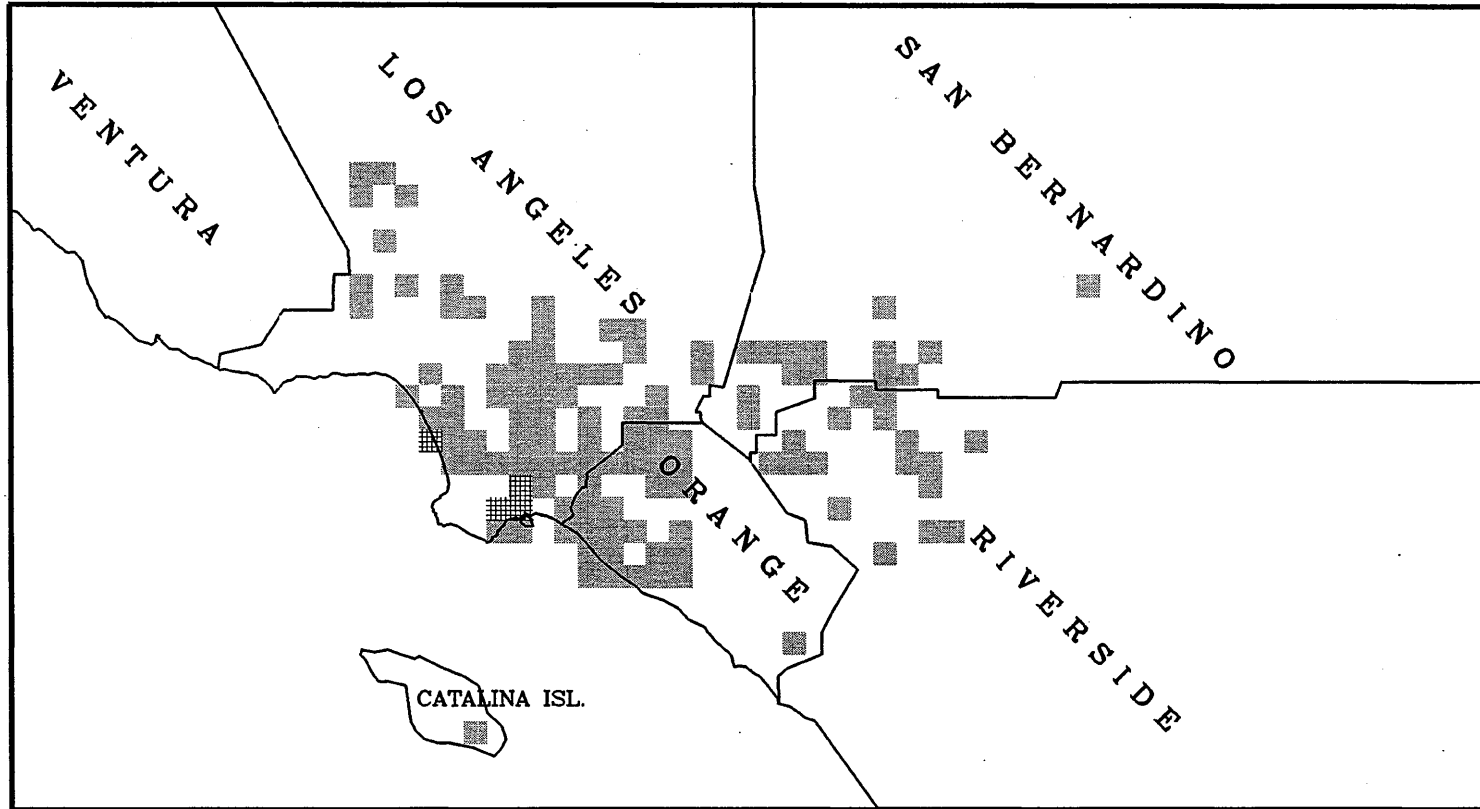 VENTURA
LOS ANGELES
SAN BERNARDINO
ORANGE
RIVERSIDE
CATALINA ISL.